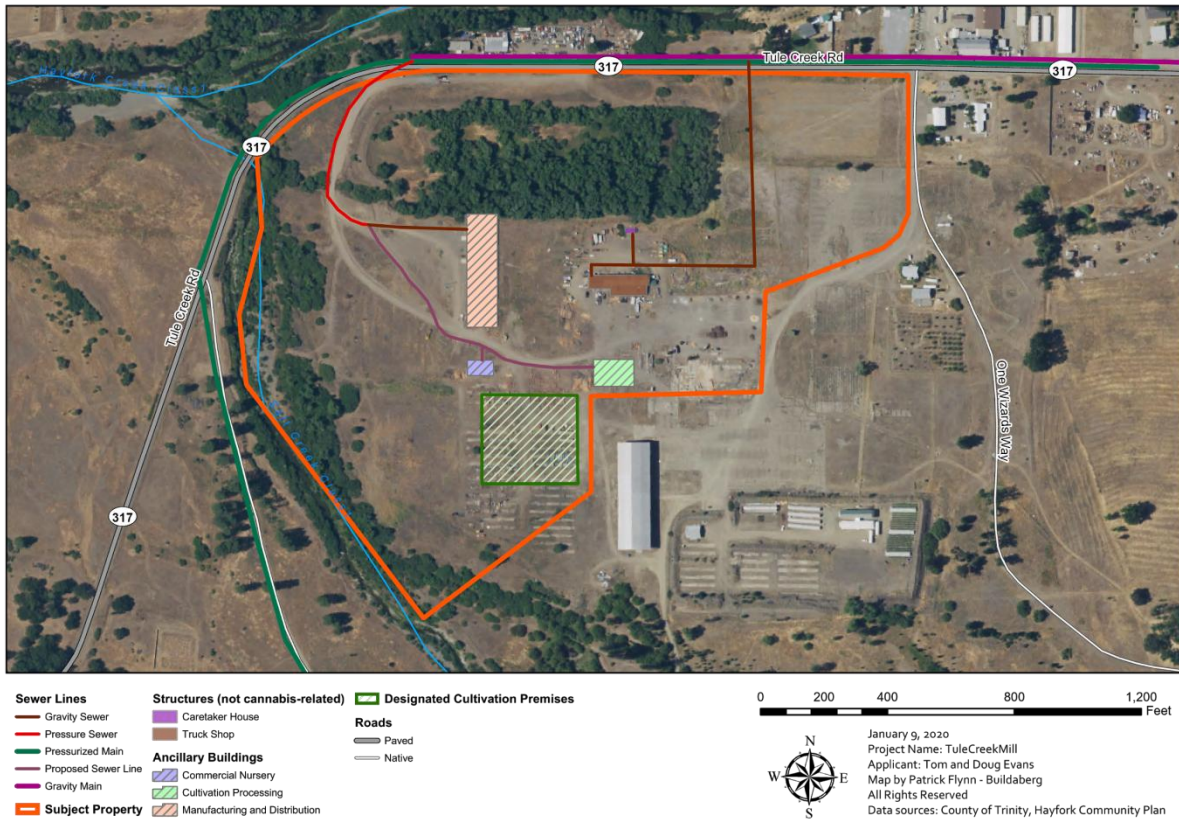 Tule Creek Rd
317
317
317
Tule Creek Rd
One Wizards Way
317
Sewer Lines
Gravity Sewer
Pressure Sewer
Pressurized Main
Proposed Sewer Line
Gravity Main
Subject Property
Structures (not cannabis-related)
Caretaker House
Truck Shop
Ancillary Buildings
Commercial Nursery
Cultivation Processing
Manufacturing and Distribution
Designated Cultivation Premises
Roads
Paved
Native
0 200 400 800 1,200
Feet
N
W E
S
January 9, 2020
Project Name: TuleCreekMill
Applicant: Tom and Doug Evans
Map by Patrick Flynn - Buildaberg
All Rights Reserved
Data sources: County of Trinity, Hayfork Community Plan